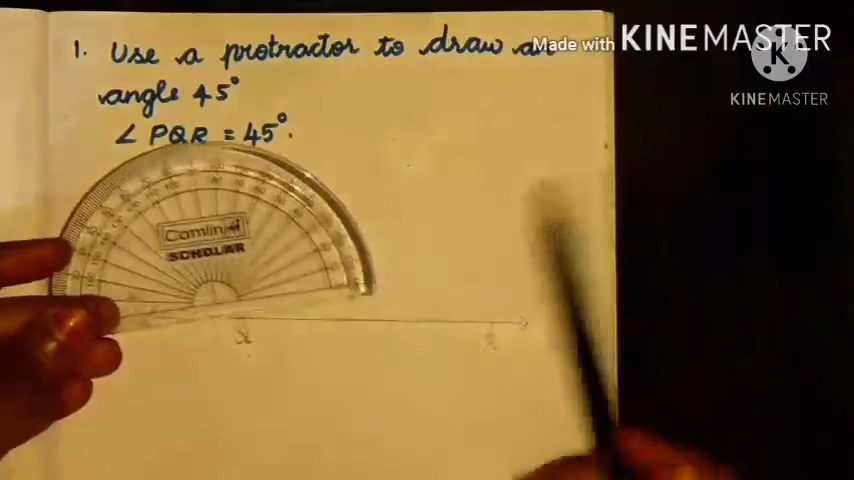 1. Use a protractor to draw an
angle 45°
∠ PQR = 45°.
Made with KINEMASTER
K
KINEMASTER
Camlin
SCHOLAR
Q
R